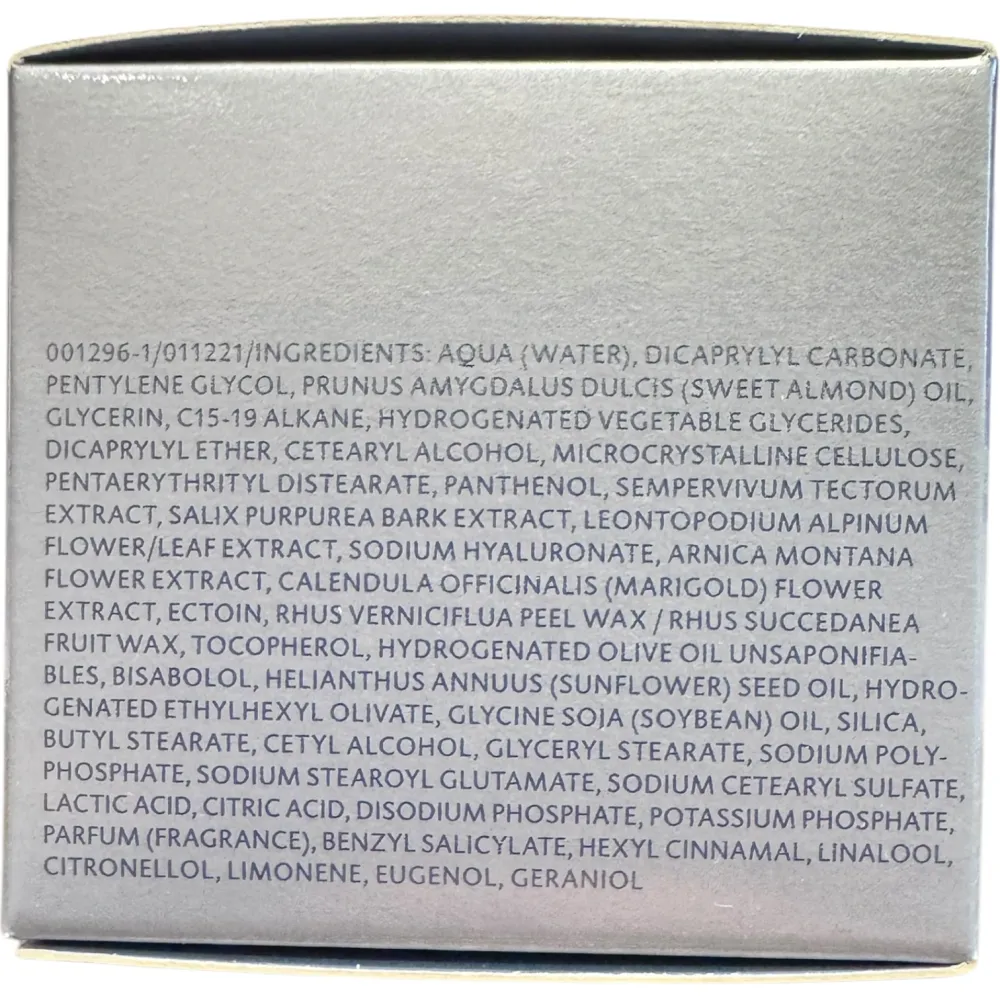 001296-1/011221/INGREDIENTS: AQUA (WATER), DICAPRYLYL CARBONATE,
PENTYLENE GLYCOL, PRUNUS AMYGDALUS DULCIS (SWEET ALMOND) OIL,
GLYCERIN, C15-19 ALKANE, HYDROGENATED VEGETABLE GLYCERIDES,
DICAPRYLYL ETHER, CETEARYL ALCOHOL, MICROCRYSTALLINE CELLULOSE,
PENTAERYTHRITYL DISTEARATE, PANTHENOL, SEMPERVIVUM TECTORUM
EXTRACT, SALIX PURPUREA BARK EXTRACT, LEONTOPODIUM ALPINUM
FLOWER/LEAF EXTRACT, SODIUM HYALURONATE, ARNICA MONTANA
FLOWER EXTRACT, CALENDULA OFFICINALIS (MARIGOLD) FLOWER
EXTRACT, ECTOIN, RHUS VERNICIFLUA PEEL WAX / RHUS SUCCEDANEA
FRUIT WAX, TOCOPHEROL, HYDROGENATED OLIVE OIL UNSAPONIFIA-
BLES, BISABOLOL, HELIANTHUS ANNUUS (SUNFLOWER) SEED OIL, HYDRO-
GENATED ETHYLHEXYL OLIVATE, GLYCINE SOJA (SOYBEAN) OIL, SILICA,
BUTYL STEARATE, CETYL ALCOHOL, GLYCERYL STEARATE, SODIUM POLY-
PHOSPHATE, SODIUM STEAROYL GLUTAMATE, SODIUM CETEARYL SULFATE,
LACTIC ACID, CITRIC ACID, DISODIUM PHOSPHATE, POTASSIUM PHOSPHATE,
PARFUM (FRAGRANCE), BENZYL SALICYLATE, HEXYL CINNAMAL, LINALOOL,
CITRONELLOL, LIMONENE, EUGENOL, GERANIOL